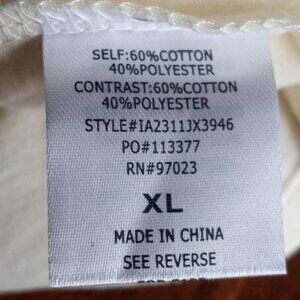 SELF:60%COTTON
40%POLYESTER
CONTRAST:60%COTTON
40%POLYESTER
STYLE#IA2311JX3946
PO#113377
RN#97023
XL
MADE IN CHINA
SEE REVERSE